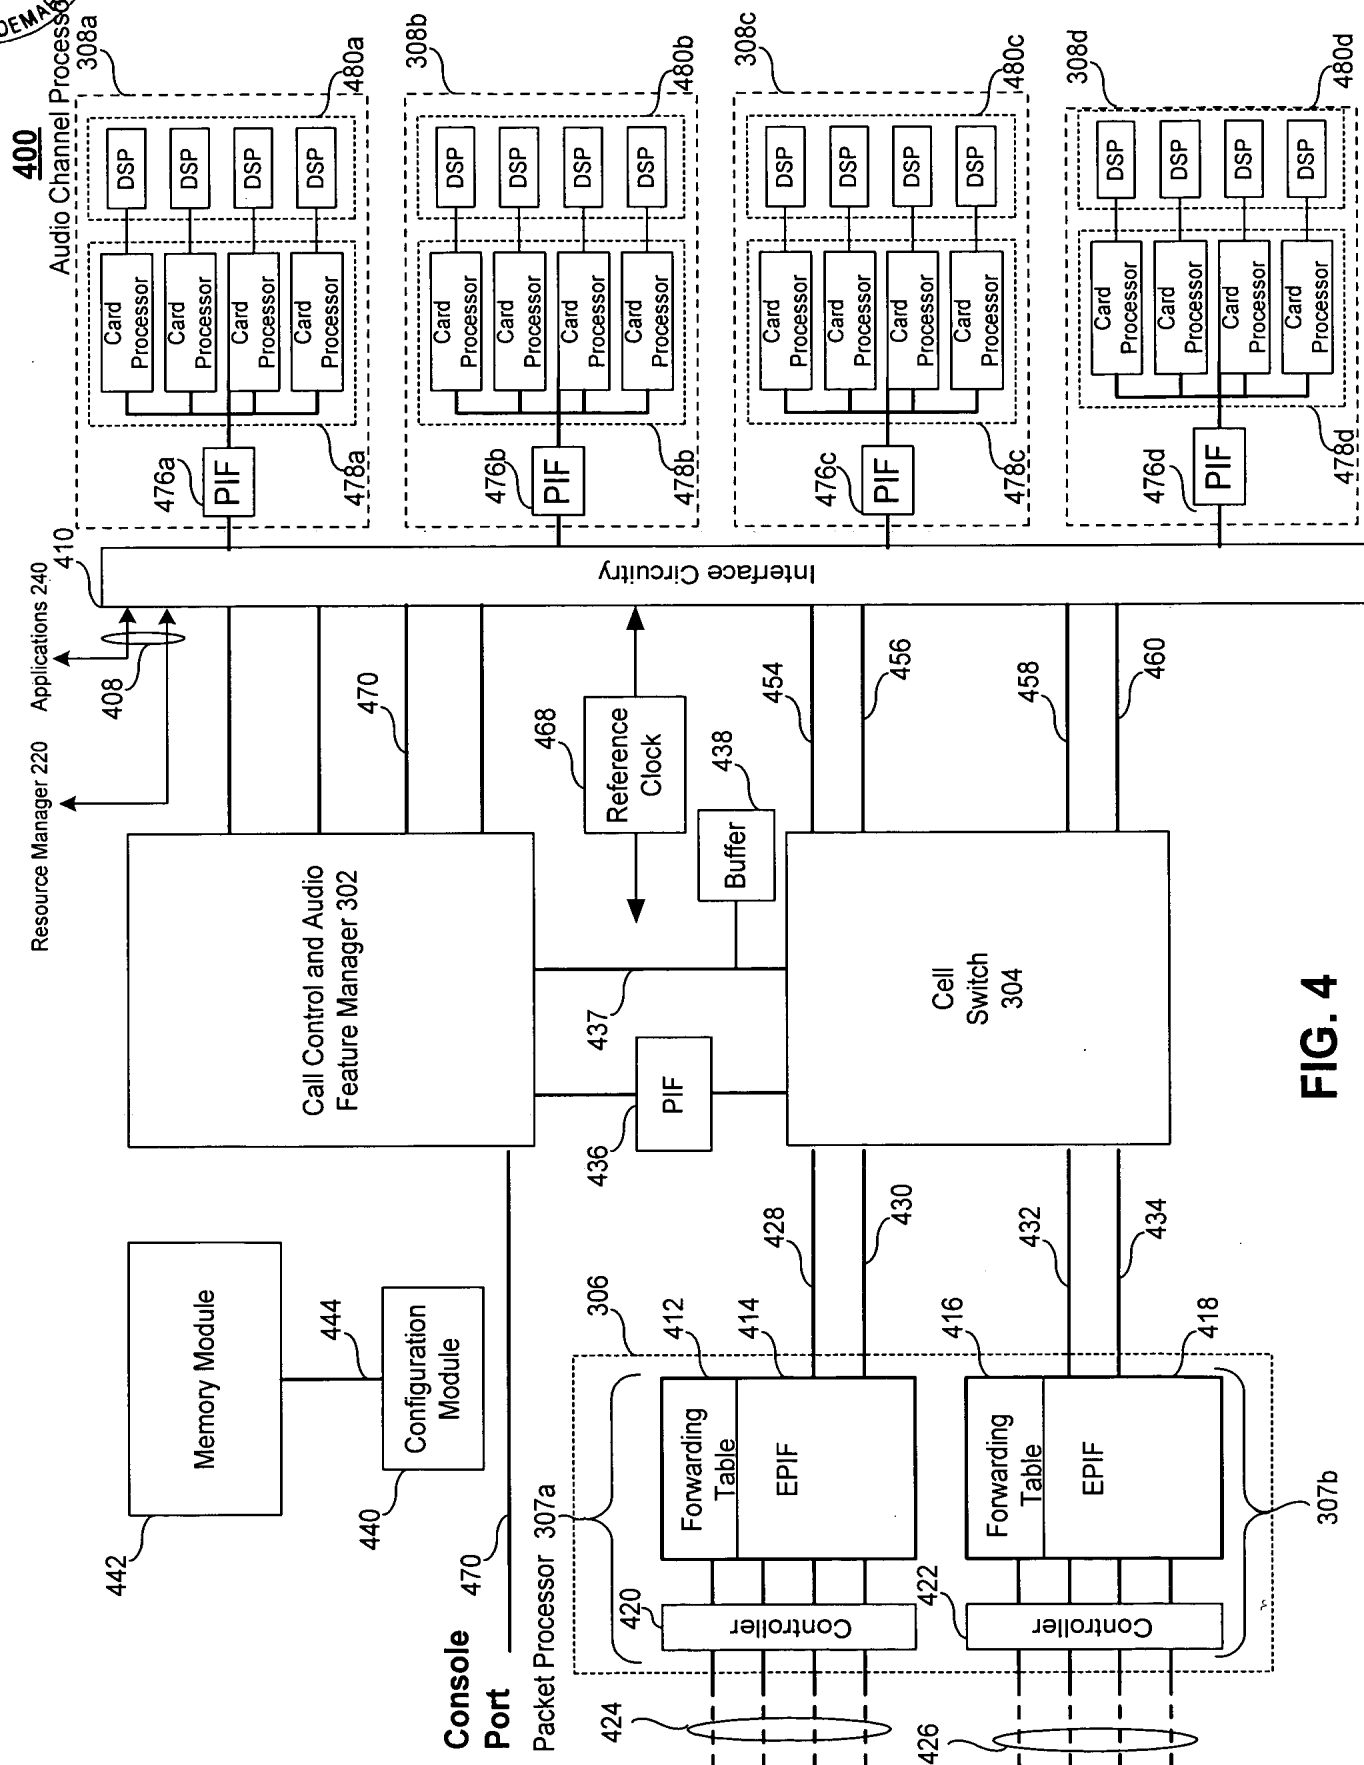 400
Audio Channel Processo
DEMA
Resource Manager 220
Applications 240
410
408
308a
480a
DSP
DSP
DSP
DSP
Card
Processor
Card
Processor
Card
Processor
Card
Processor
476a
PIF
478a
308b
480b
DSP
DSP
DSP
DSP
Card
Processor
Card
Processor
Card
Processor
Card
Processor
476b
PIF
478b
308c
480c
DSP
DSP
DSP
DSP
Card
Processor
Card
Processor
Card
Processor
Card
Processor
476c
PIF
478c
308d
480d
DSP
DSP
DSP
DSP
Card
Processor
Card
Processor
Card
Processor
Card
Processor
476d
PIF
478d
Interface Circuitry
Call Control and Audio
Feature Manager 302
470
468
Reference
Clock
438
Buffer
437
436
PIF
Cell
Switch
304
454
456
458
460
428
430
432
434
442
Memory Module
444
Configuration
Module
440
470
Console
Port
Packet Processor
307a
306
412
414
Forwarding
Table
EPIF
420
Controller
424
416
418
Forwarding
Table
EPIF
422
Controller
426
307b
FIG. 4